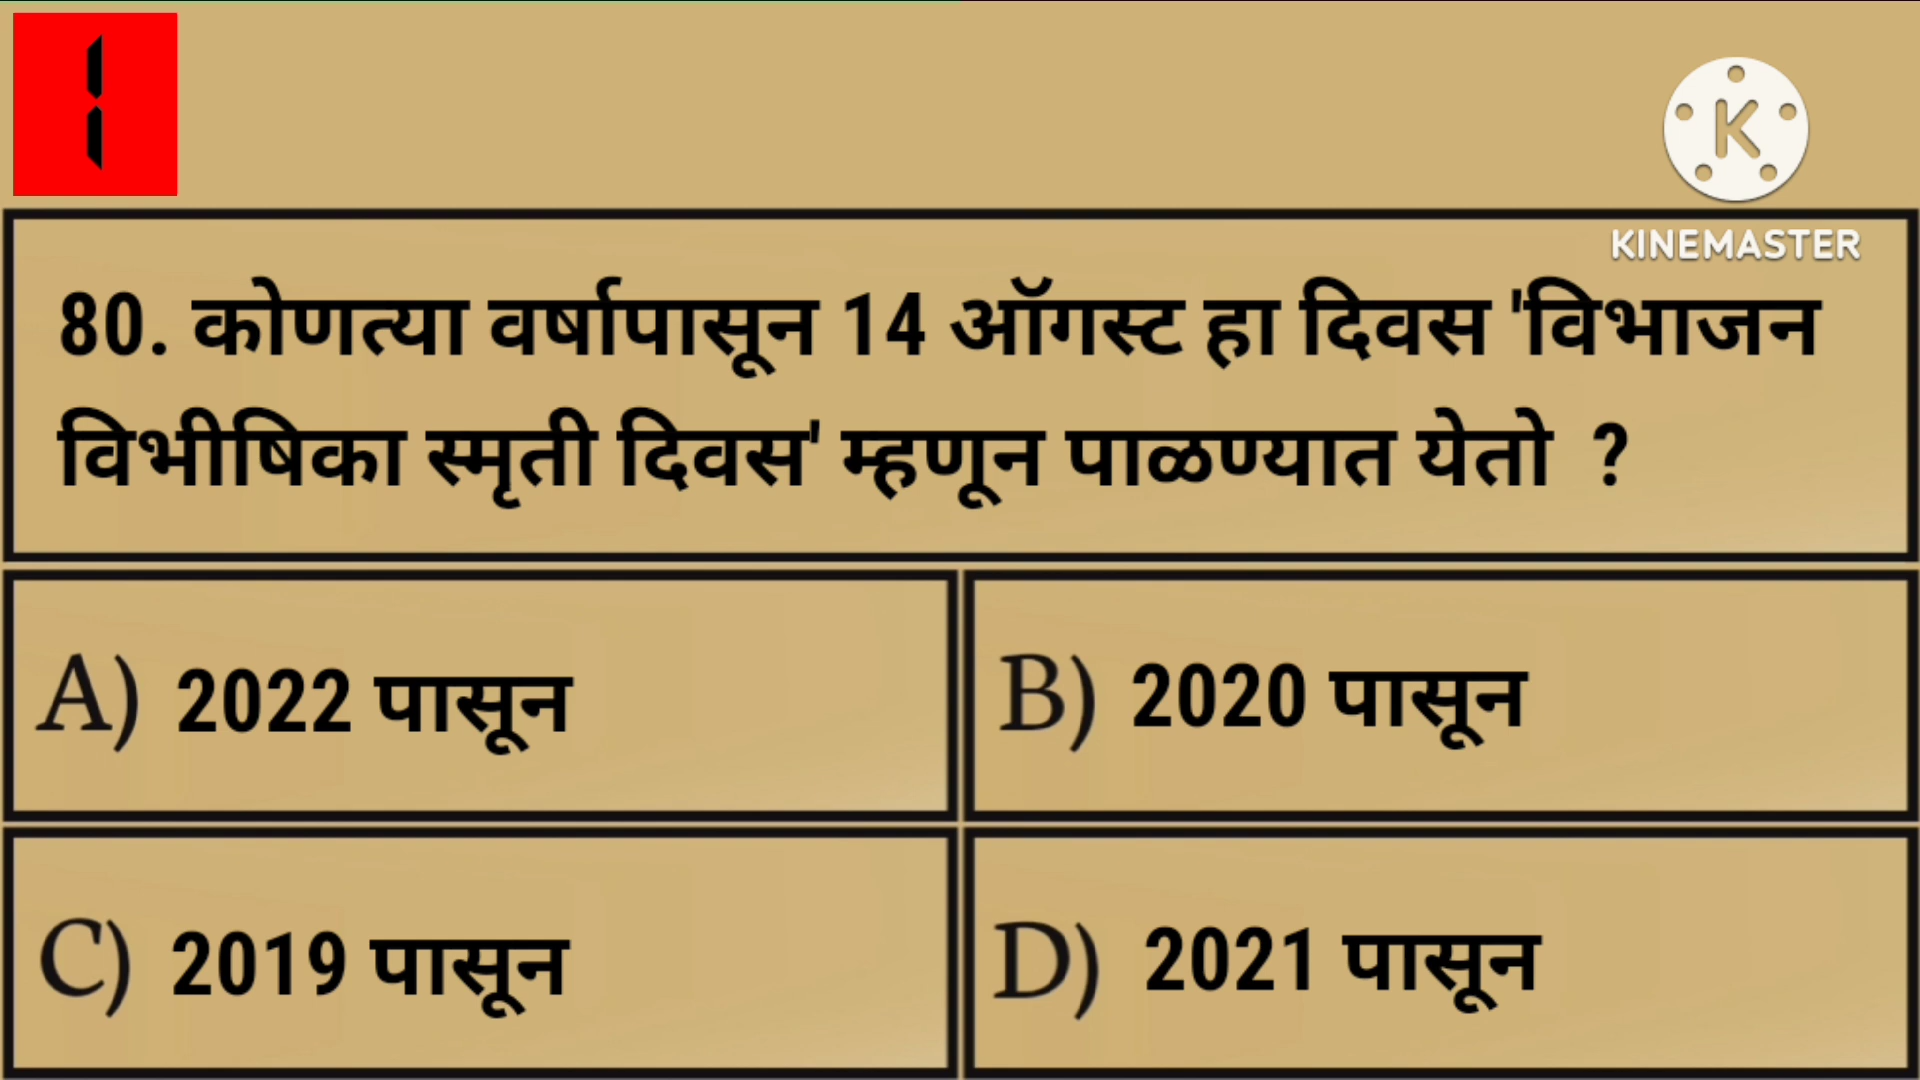 1
K
KINEMASTER
80. कोणत्या वर्षापासून 14 ऑगस्ट हा दिवस 'विभाजन
विभीषिका स्मृती दिवस' म्हणून पाळण्यात येतो ?
A) 2022 पासून
B) 2020 पासून
C) 2019 पासून
D) 2021 पासून